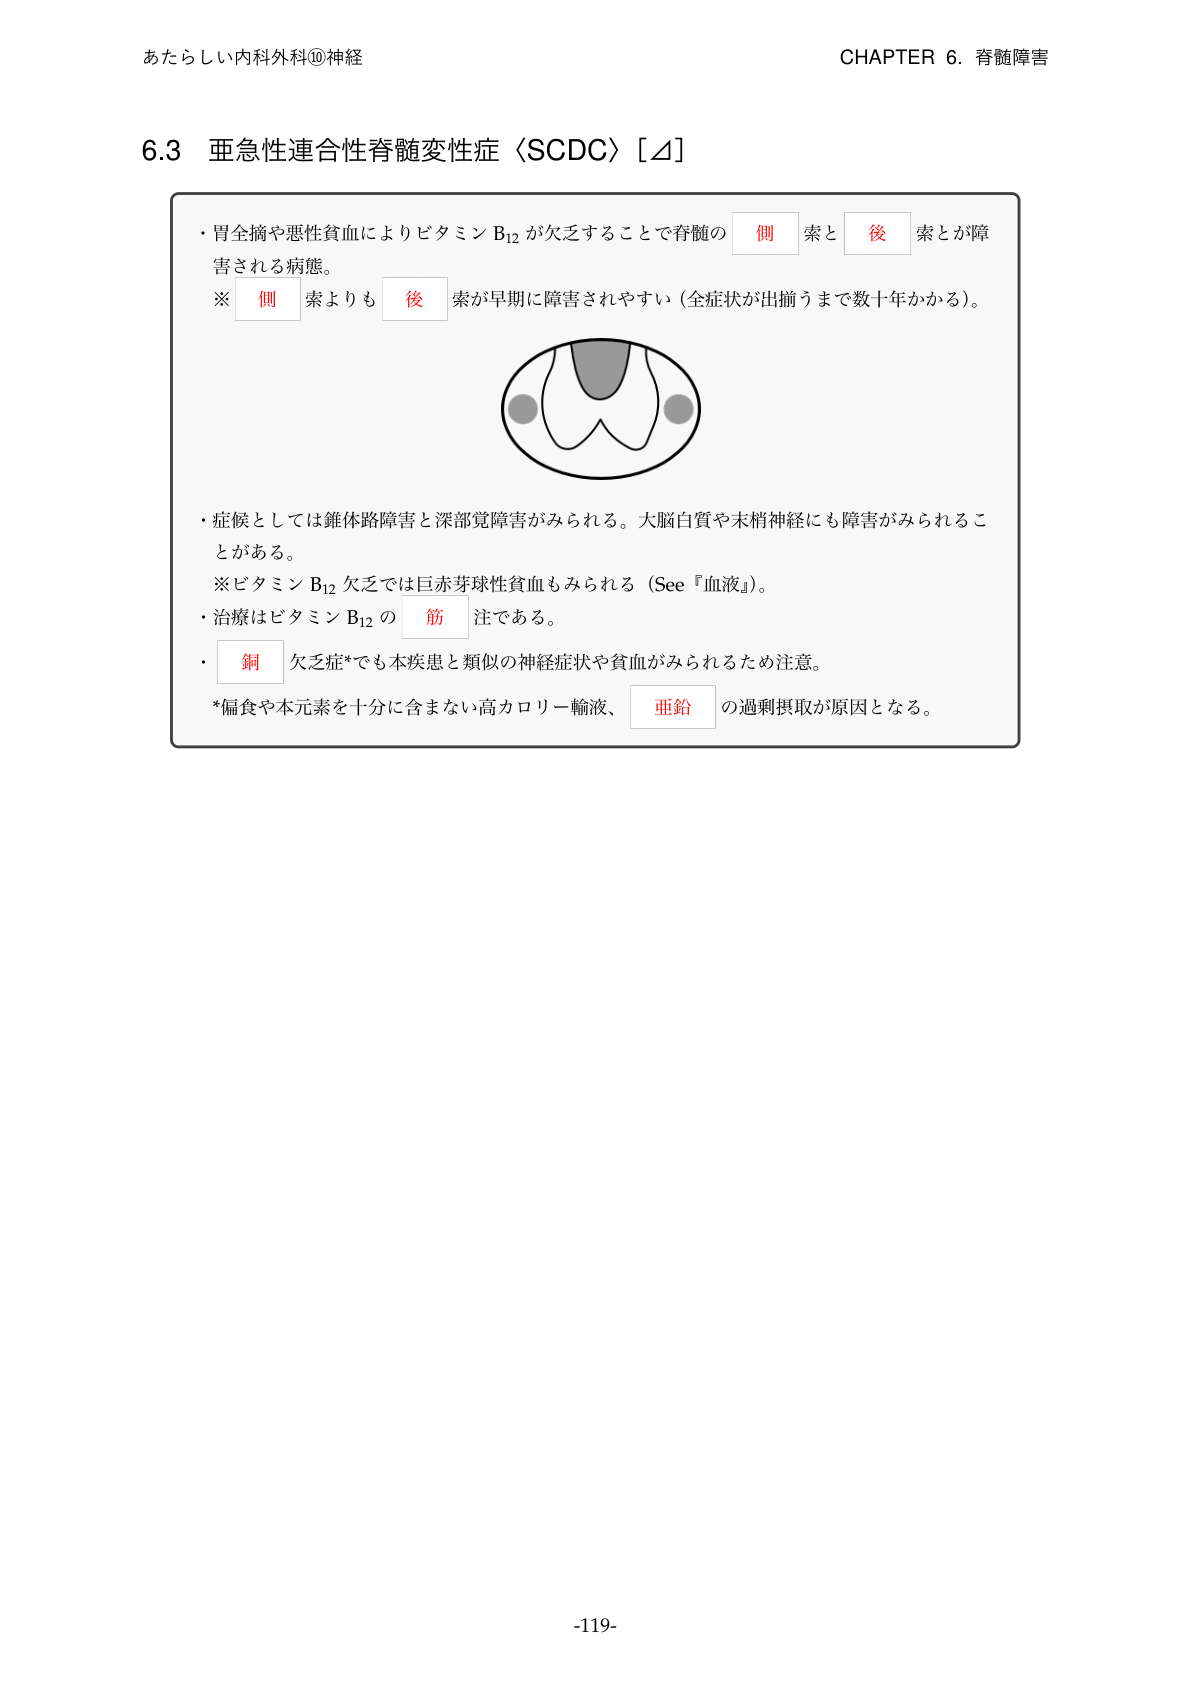 あたらしい内科外科⑩神経 CHAPTER 6. 脊髄障害
6.3 亜急性連合性脊髄変性症〈SCDC〉[⊿]
・胃全摘や悪性貧血によりビタミン B12 が欠乏することで脊髄の 側 索と 後 索とが障
害される病態。
※ 側 索よりも 後 索が早期に障害されやすい（全症状が出揃うまで数十年かかる）。
・症候としては錐体路障害と深部覚障害がみられる。大脳白質や末梢神経にも障害がみられるこ
とがある。
※ビタミン B12 欠乏では巨赤芽球性貧血もみられる（See『血液』）。
・治療はビタミン B12 の 筋 注である。
・ 銅 欠乏症*でも本疾患と類似の神経症状や貧血がみられるため注意。
*偏食や本元素を十分に含まない高カロリー輸液、 亜鉛 の過剰摂取が原因となる。
-119-